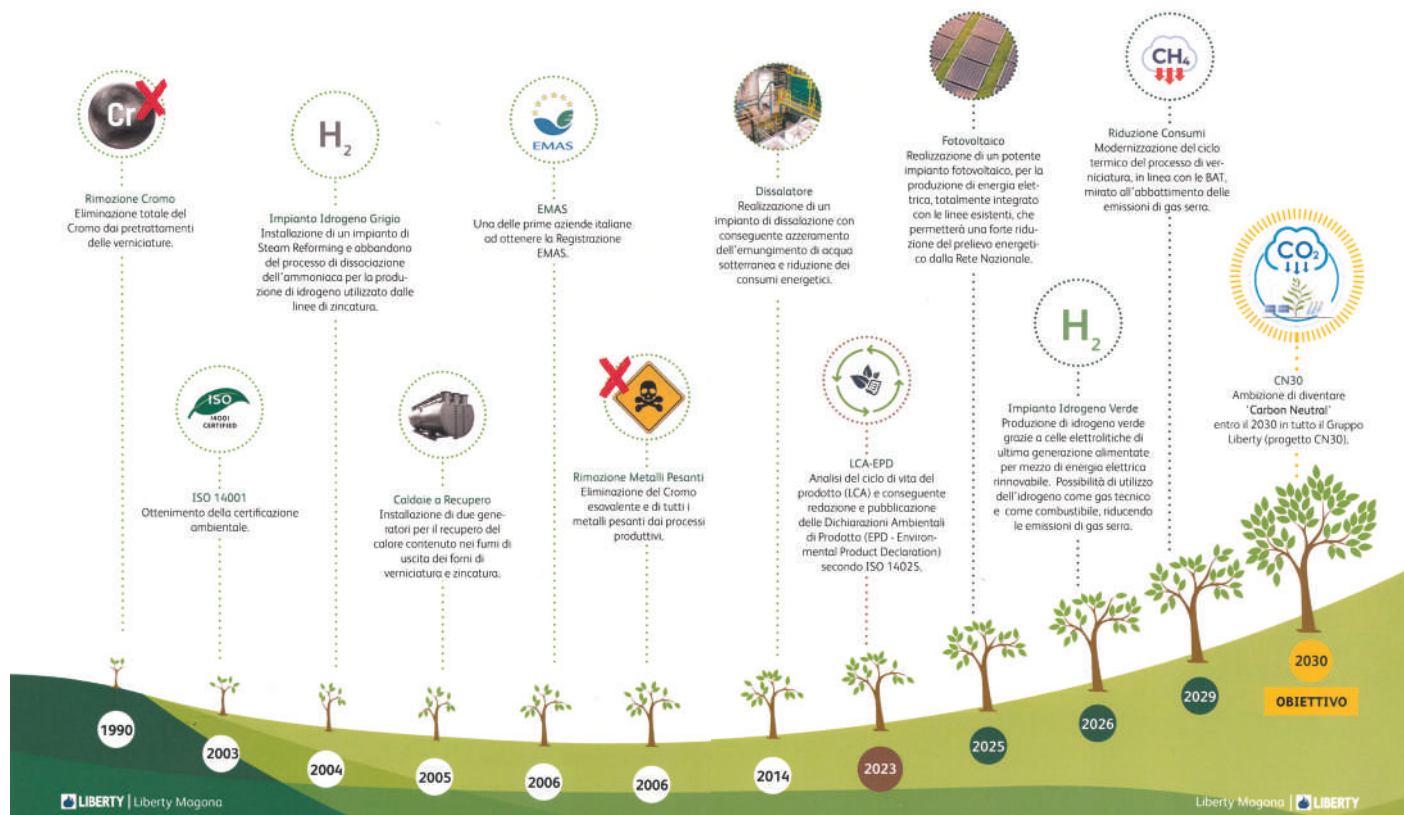 Cr
Rimozione Cromo
Eliminazione totale del
Cromo dai pretrattamenti
delle verniciature.
1990
ISO
14001
CERTIFIED
ISO 14001
Ottenimento della certificazione
ambientale.
2003
H2
Impianto Idrogeno Grigio
Installazione di un impianto di
Steam Reforming e abbandono
del processo di dissociazione
dell'ammoniaca per la produ-
zione di idrogeno utilizzato dalle
linee di zincatura.
2004
Caldaie a Recupero
Installazione di due gene-
ratori per il recupero del
calore contenuto nei fumi di
uscita dei forni di
verniciatura e zincatura.
2005
EMAS
EMAS
Una delle prime aziende italiane
ad ottenere la Registrazione
EMAS.
2006
Rimozione Metalli Pesanti
Eliminazione del Cromo
esavalente e di tutti i
metalli pesanti dai processi
produttivi.
2006
Dissalatore
Realizzazione di un
impianto di dissalazione con
conseguente azzeramento
dell'emungimento di acqua
sotterranea e riduzione dei
consumi energetici.
2014
LCA-EPD
Analisi del ciclo di vita del
prodotto (LCA) e conseguente
redazione e pubblicazione
delle Dichiarazioni Ambientali
di Prodotto (EPD - Environ-
mental Product Declaration)
secondo ISO 14025.
2023
Fotovoltaico
Realizzazione di un potente
impianto fotovoltaico, per la
produzione di energia elet-
trica, totalmente integrato
con le linee esistenti, che
permetterà una forte ridu-
zione del prelievo energeti-
co dalla Rete Nazionale.
2025
H2
Impianto Idrogeno Verde
Produzione di idrogeno verde
grazie a celle elettrolitiche di
ultima generazione alimentate
per mezzo di energia elettrica
rinnovabile. Possibilità di utilizzo
dell'idrogeno come gas tecnico
e come combustibile, riducendo
le emissioni di gas serra.
2026
CH4
Riduzione Consumi
Modernizzazione del ciclo
termico del processo di ver-
niciatura, in linea con le BAT,
mirato all'abbattimento delle
emissioni di gas serra.
2029
CO2
CN30
Ambizione di diventare
'Carbon Neutral'
entro il 2030 in tutto il Gruppo
Liberty (progetto CN30).
2030
OBIETTIVO
LIBERTY | Liberty Magona
Liberty Magona | LIBERTY